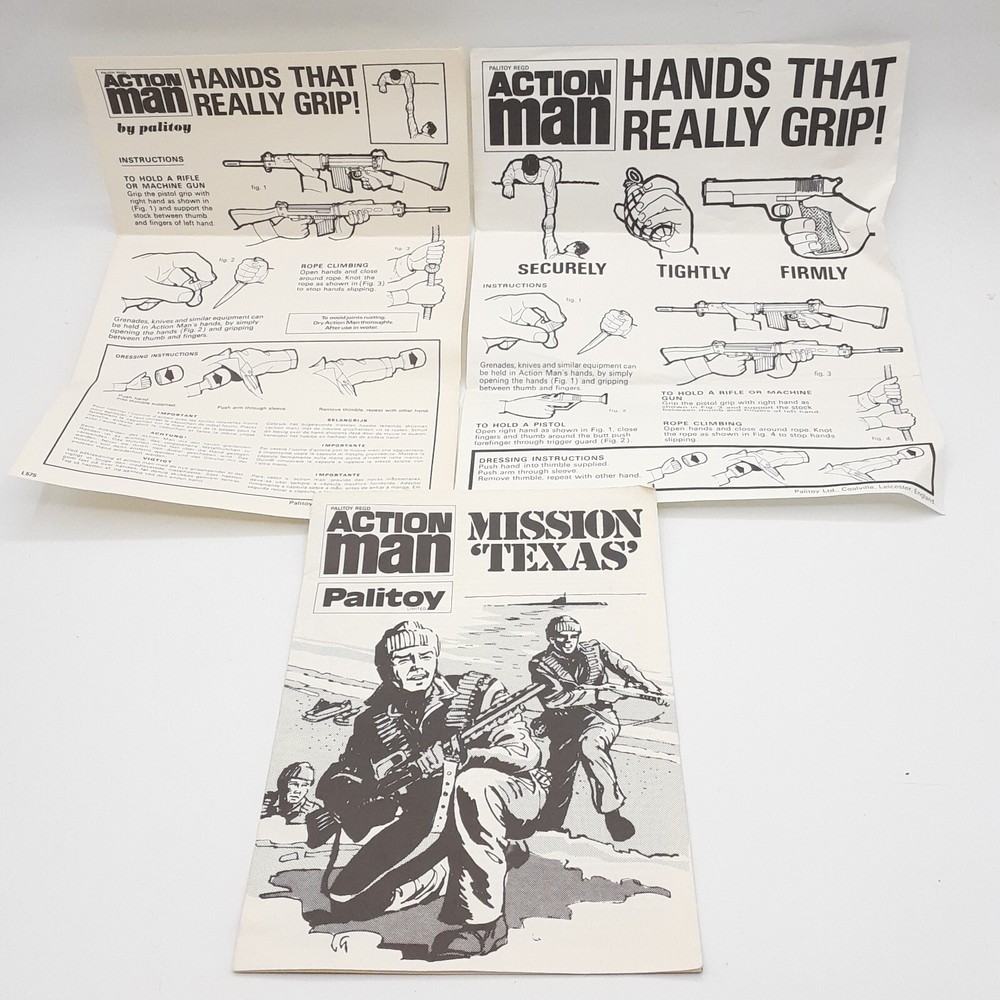 PALITOY REGD
ACTION
man
by palitoy
HANDS THAT
REALLY GRIP!
INSTRUCTIONS
TO HOLD A RIFLE
OR MACHINE GUN
Grip the pistol grip with
right hand as shown in
(Fig. 1) and support the
stock between thumb
and fingers of left hand.
fig. 1
fig. 2
fig. 3
ROPE CLIMBING
Open hands and close
around rope. Knot the
rope as shown in (Fig. 3)
to stop hands slipping.
Grenades, knives and similar equipment can
be held in Action Man's hands, by simply
opening the hands (Fig. 2) and gripping
between thumb and fingers.
To avoid joints rusting,
Dry Action Man thoroughly.
After use in water.
DRESSING INSTRUCTIONS
Push hand
thimble supplied.
Push arm through sleeve.
Remove thimble, repeat with other hand.
IMPORTANT
ACHTUNG!
VIGTIGT
BELANGRIJK
IMPORTANTE
IMPORTANTE
L575
Palitoy
PALITOY REGD
ACTION
man
HANDS THAT
REALLY GRIP!
SECURELY
TIGHTLY
FIRMLY
INSTRUCTIONS
fig. 1
Grenades, knives and similar equipment can
be held in Action Man's hands, by simply
opening the hands (Fig. 1) and gripping
between thumb and fingers.
TO HOLD A PISTOL
Open right hand as shown in Fig. 1, close
fingers and thumb around the butt push
forefinger through trigger guard (Fig. 2)
fig. 3
TO HOLD A RIFLE OR MACHINE
GUN
Grip the pistol grip with right hand as
shown in Fig. 3 and support the stock
between thumb and fingers of left hand.
ROPE CLIMBING
Open hands and close around rope. Knot
the rope as shown in Fig. 4 to stop hands
slipping.
fig. 4
DRESSING INSTRUCTIONS
Push hand into thimble supplied.
Push arm through sleeve.
Remove thimble, repeat with other hand.
Palitoy Ltd., Coalville, Leicester, England.
PALITOY REGD
ACTION
man
Palitoy
LIMITED
MISSION
'TEXAS'